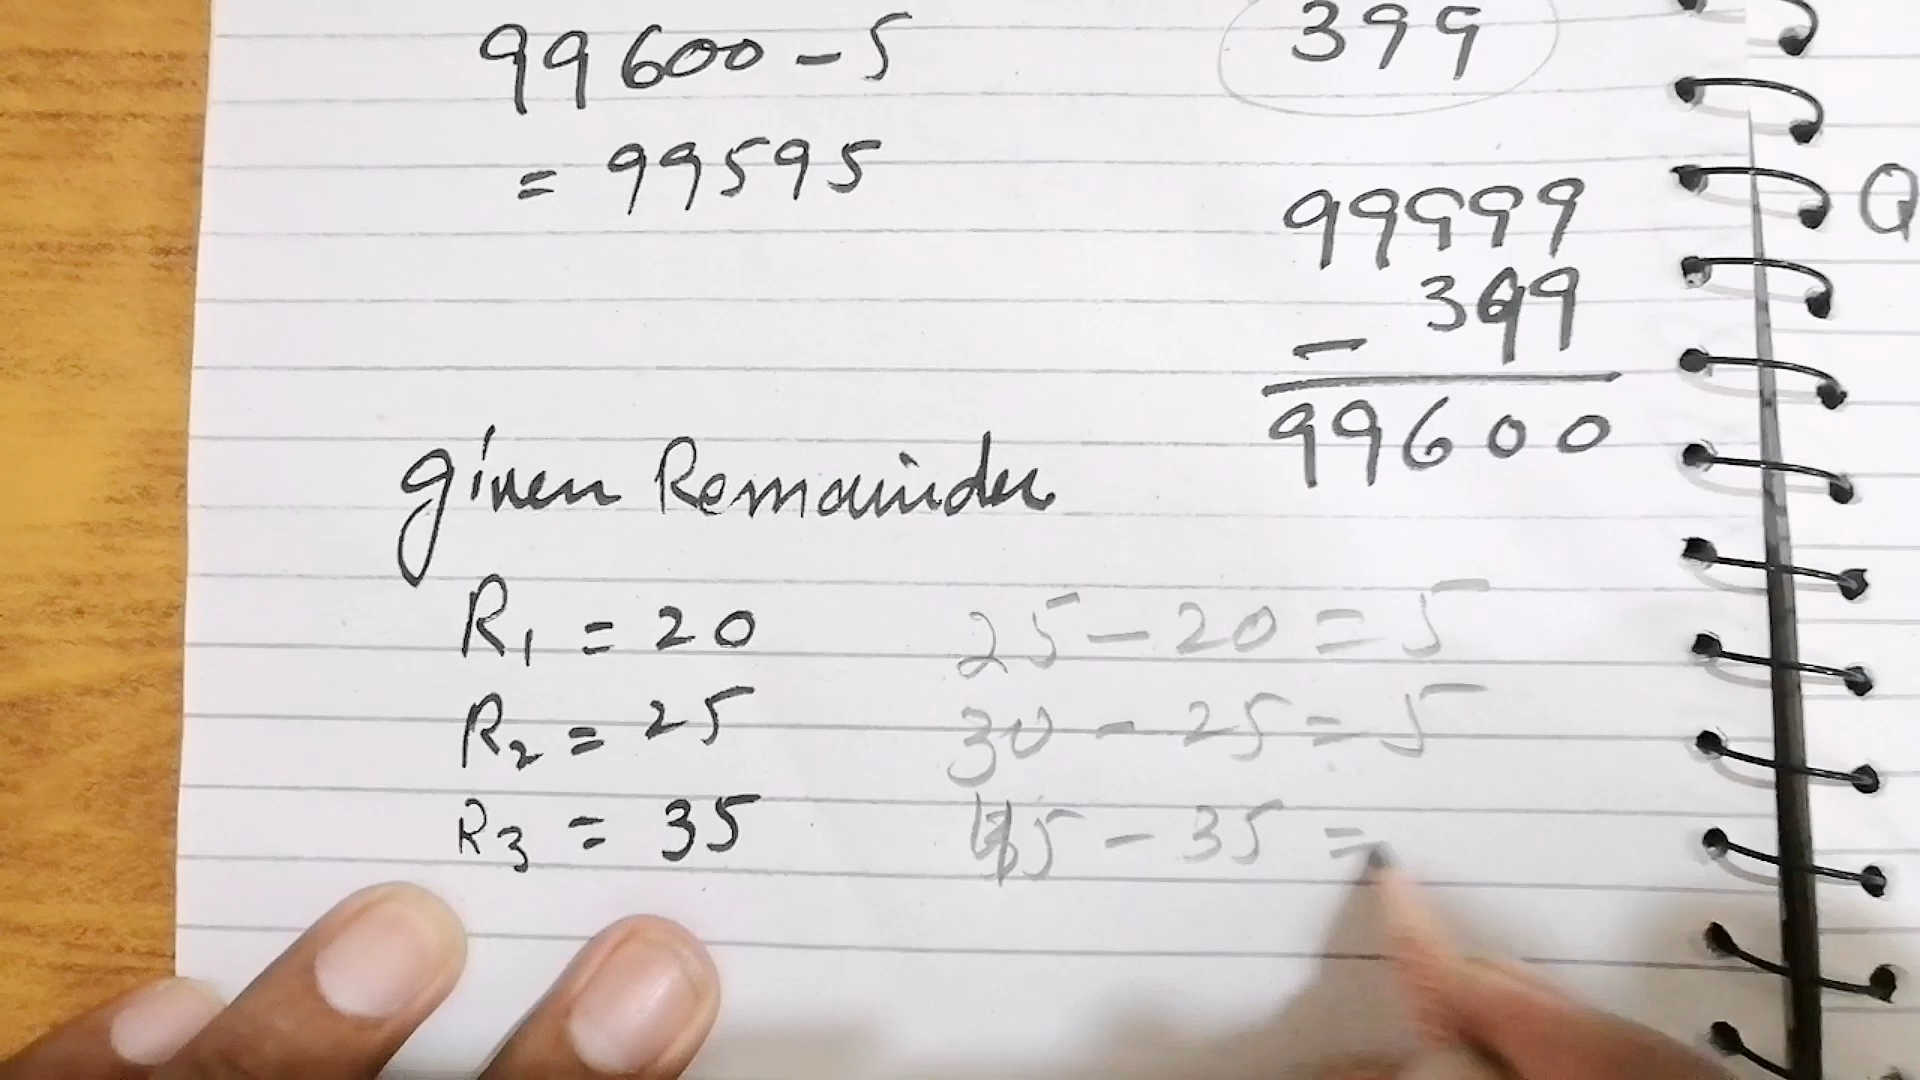 99600 - 5
= 99595
399
99999
- 399
99600
given Remainder
R1 = 20 25 - 20 = 5
R2 = 25 30 - 25 = 5
R3 = 35 45 - 35 =
Q